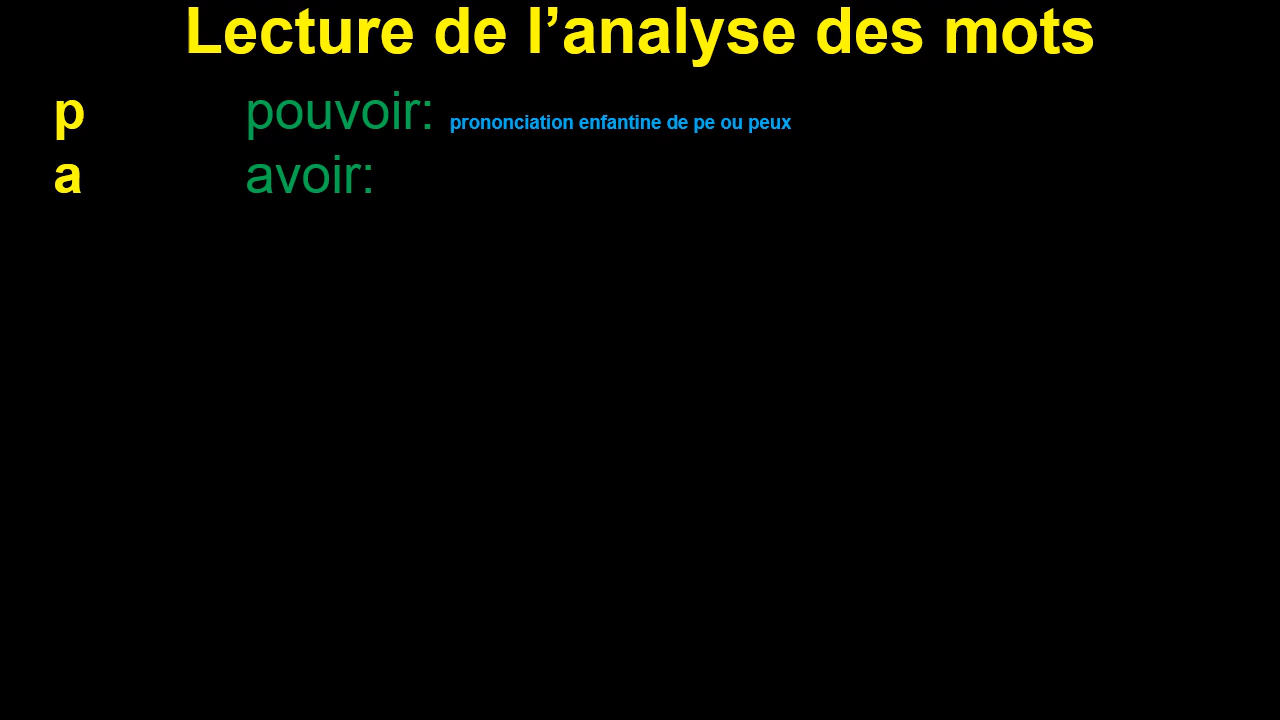 Lecture de l’analyse des mots
p pouvoir: prononciation enfantine de pe ou peux
a avoir: